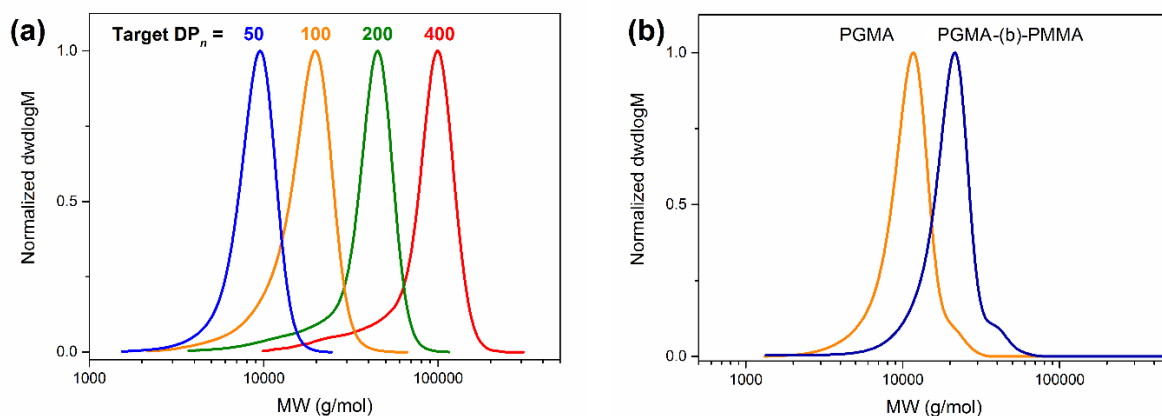 (a)
Target DPn = 50 100 200 400
Normalized dwdlogM
1.0
0.5
0.0
1000 10000 100000
MW (g/mol)
(b)
PGMA PGMA-(b)-PMMA
Normalized dwdlogM
1.0
0.5
0.0
1000 10000 100000
MW (g/mol)